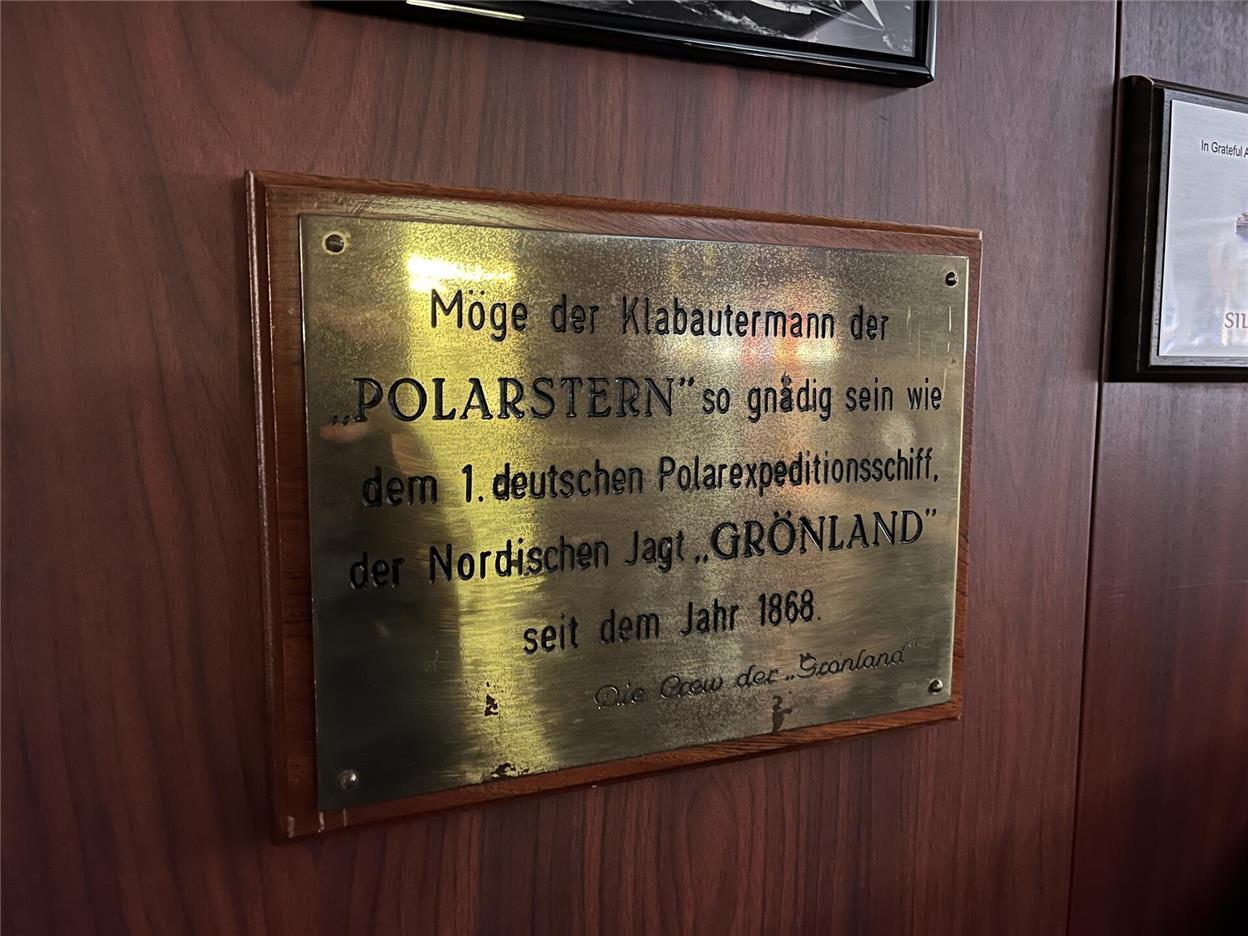 Möge der Klabautermann der
„POLARSTERN" so gnädig sein wie
dem 1. deutschen Polarexpeditionsschiff,
der Nordischen Jagt „GRÖNLAND"
seit dem Jahr 1868.
Die Crew der „Grönland"
In Grateful